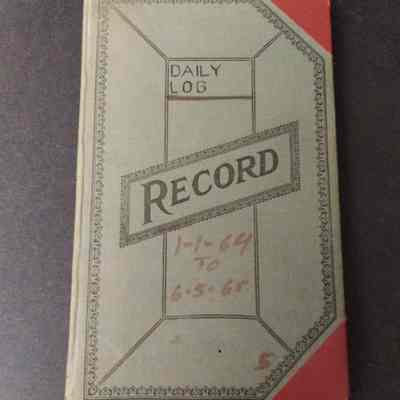 DAILY
LOG
RECORD
1-1-64
TO
6-5-65
5